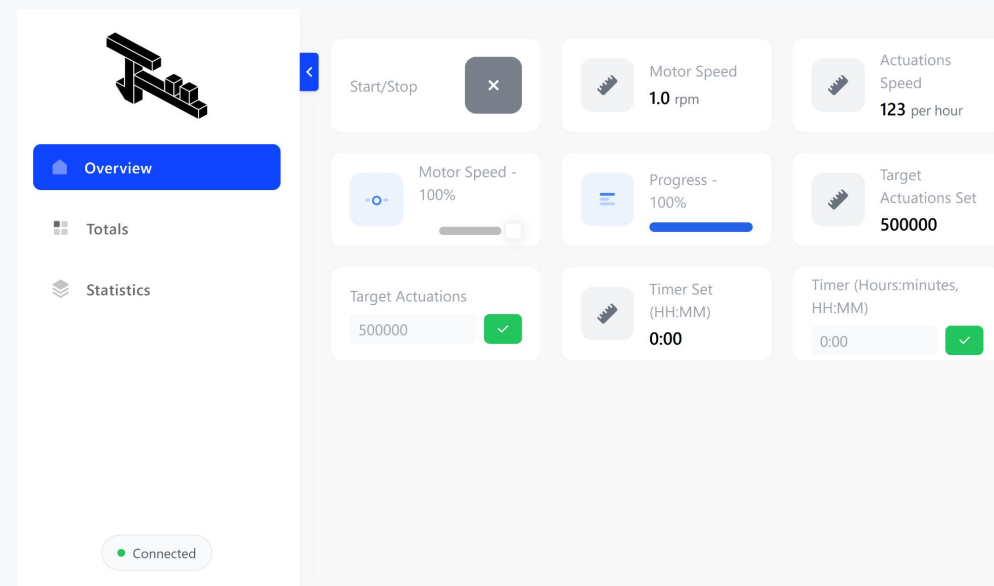 Overview
Totals
Statistics
Connected
Start/Stop
Motor Speed
1.0 rpm
Actuations
Speed
123 per hour
Motor Speed -
100%
Progress -
100%
Target
Actuations Set
500000
Target Actuations
500000
Timer Set
(HH:MM)
0:00
Timer (Hours:minutes,
HH:MM)
0:00